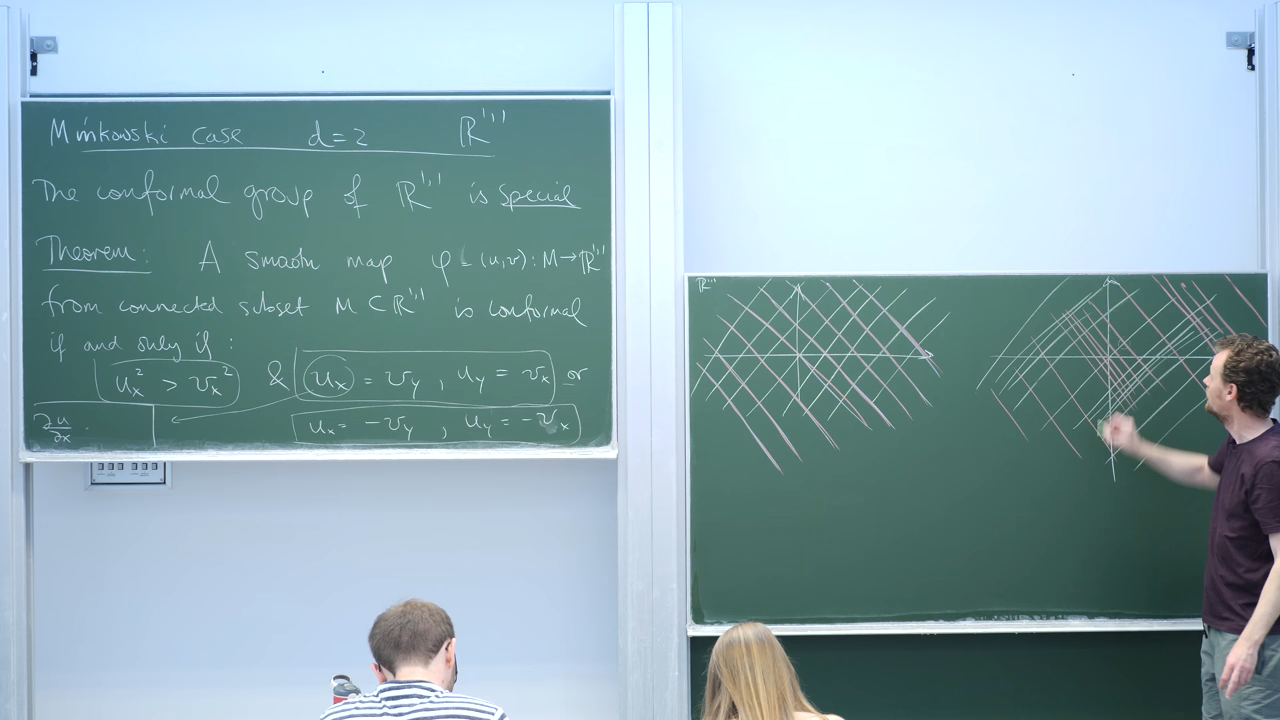 Minkowski case d=2 ℝ^{1,1}
The conformal group of ℝ^{1,1} is special
Theorem: A smooth map φ=(u,v): M→ℝ^{1,1}
from connected subset M⊂ℝ^{1,1} is conformal
if and only if:
u_x² > v_x² & u_x = v_y, u_y = v_x or
∂u/∂x. u_x = -v_y, u_y = -v_x
ℝ^{1,1}